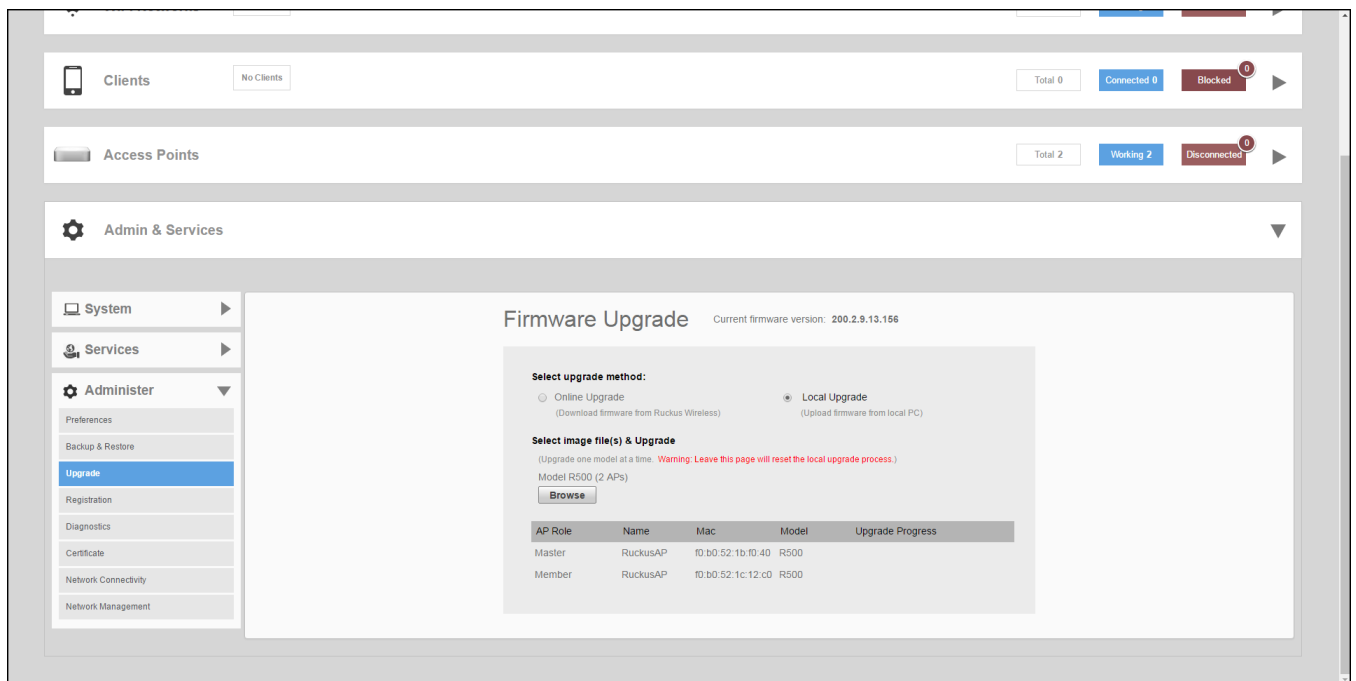 Clients
No Clients
Total 0
Connected 0
Blocked
0
Access Points
Total 2
Working 2
Disconnected
0
Admin & Services
System
Services
Administer
Preferences
Backup & Restore
Upgrade
Registration
Diagnostics
Certificate
Network Connectivity
Network Management
Firmware Upgrade
Current firmware version: 200.2.9.13.156
Select upgrade method:
Online Upgrade
(Download firmware from Ruckus Wireless)
Local Upgrade
(Upload firmware from local PC)
Select image file(s) & Upgrade
(Upgrade one model at a time. Warning: Leave this page will reset the local upgrade process.)
Model R500 (2 APs)
Browse
AP Role Name Mac Model Upgrade Progress
Master RuckusAP f0:b0:52:1b:f0:40 R500
Member RuckusAP f0:b0:52:1c:12:c0 R500